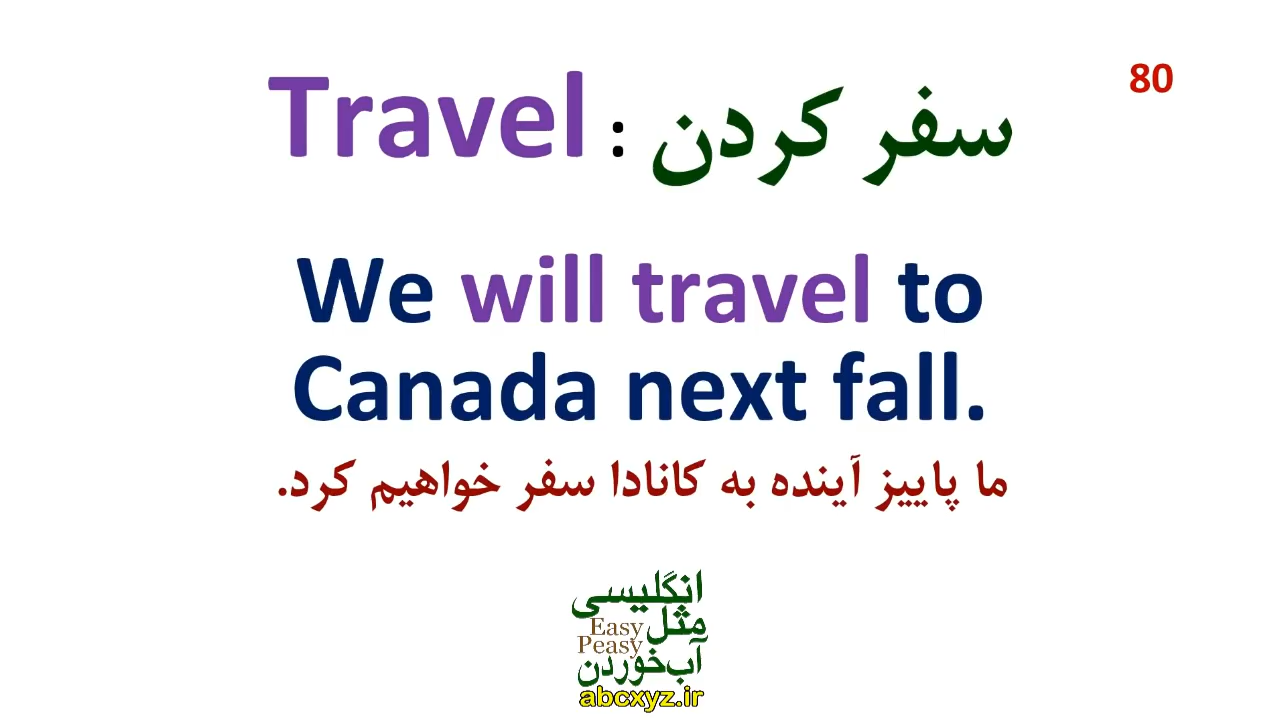 80
Travel : سفر کردن
We will travel to
Canada next fall.
ما پاییز آینده به کانادا سفر خواهیم کرد.
انگلیسی
مثل
Easy
Peasy
آب‌خوردن
abcxyz.ir